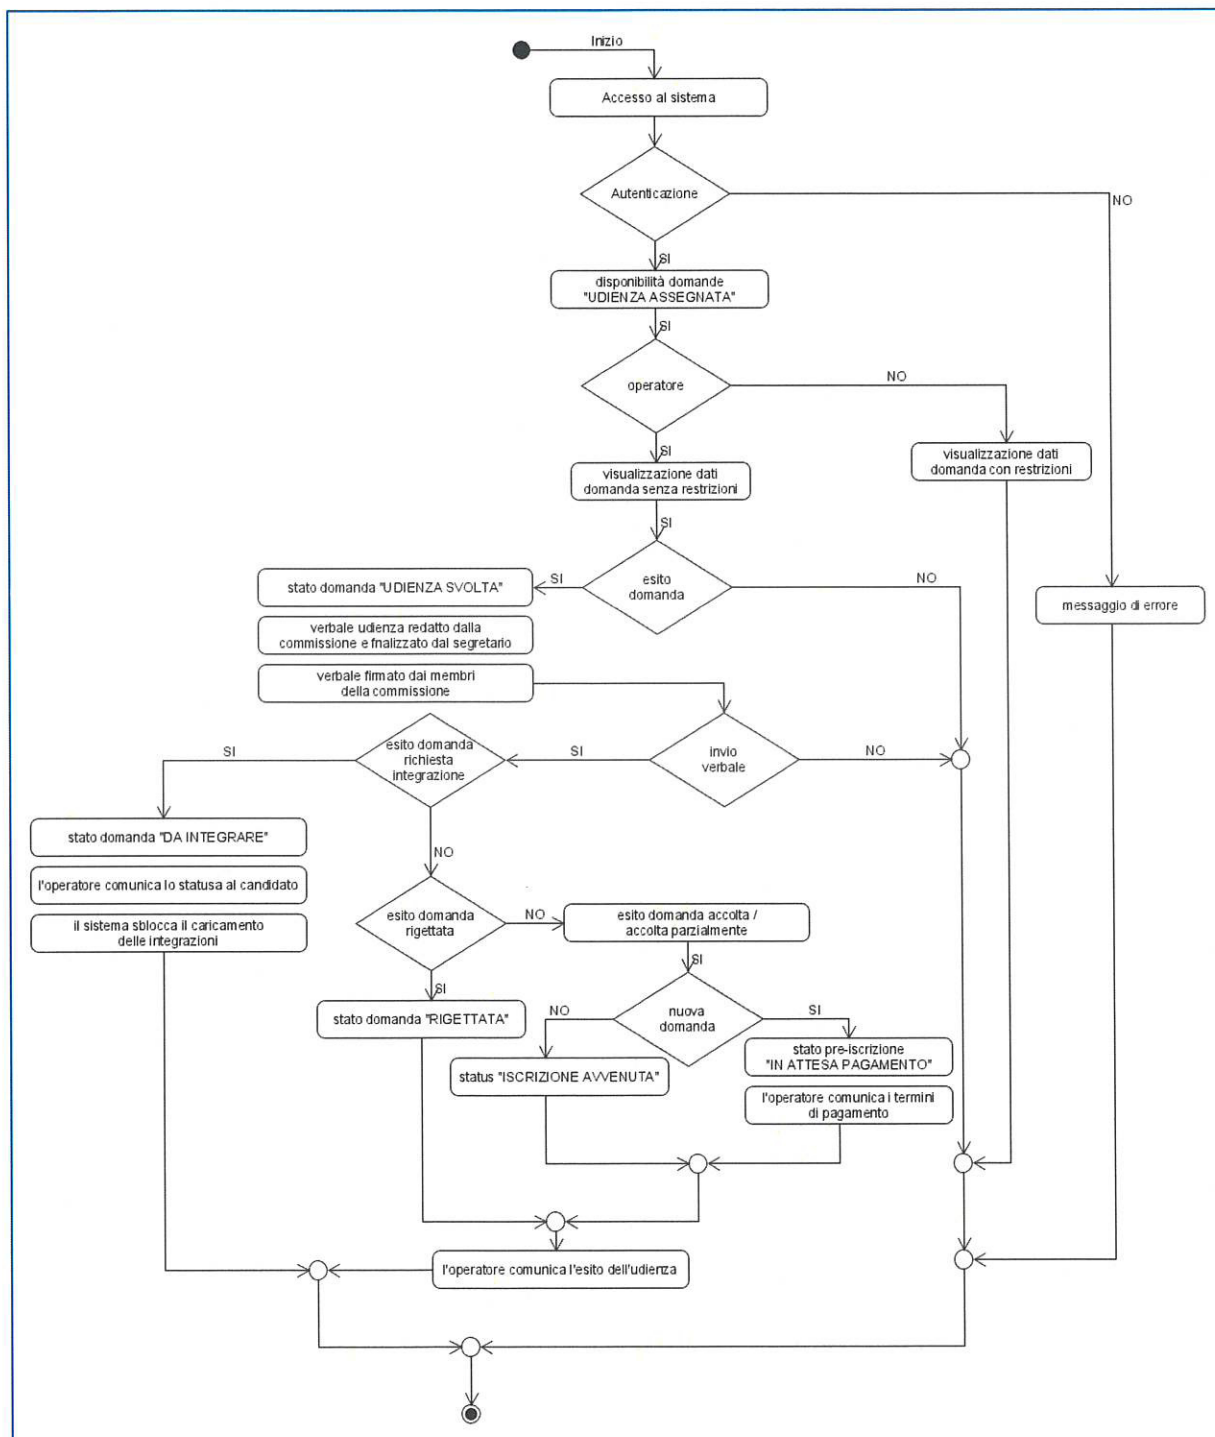 Inizio
Accesso al sistema
Autenticazione
NO
SI
disponibilità domande
"UDIENZA ASSEGNATA"
SI
operatore
NO
SI
visualizzazione dati
domanda con restrizioni
visualizzazione dati
domanda senza restrizioni
SI
esito
domanda
SI
NO
stato domanda "UDIENZA SVOLTA"
messaggio di errore
verbale udienza redatto dalla
commissione e fnalizzato dal segretario
verbale firmato dai membri
della commissione
invio
verbale
SI
NO
esito domanda
richiesta
integrazione
SI
NO
stato domanda "DA INTEGRARE"
l'operatore comunica lo statusa al candidato
il sistema sblocca il caricamento
delle integrazioni
esito domanda
rigettata
NO
SI
esito domanda accolta /
accolta parzialmente
SI
stato domanda "RIGETTATA"
nuova
domanda
NO
SI
status "ISCRIZIONE AVVENUTA"
stato pre-iscrizione
"IN ATTESA PAGAMENTO"
l'operatore comunica i termini
di pagamento
l'operatore comunica l'esito dell'udienza